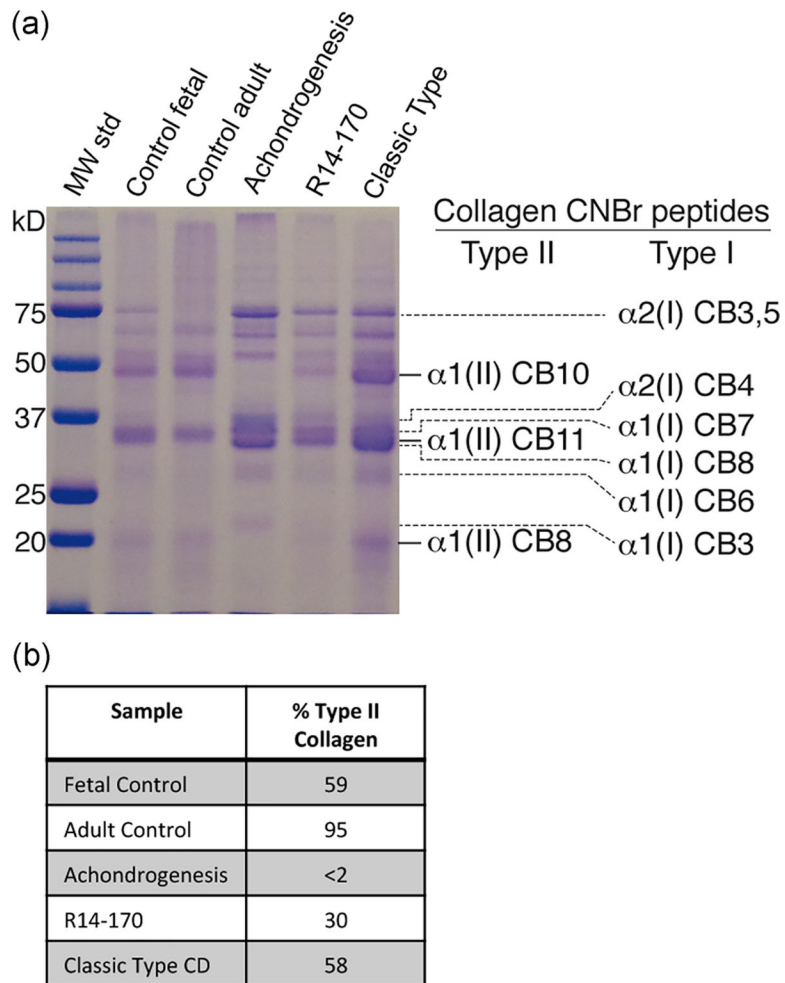 (a)
MW std
Control fetal
Control adult
Achondrogenesis
R14-170
Classic Type
kD
75
50
37
25
20
Collagen CNBr peptides
Type II Type I
α2(I) CB3,5
α1(II) CB10
α2(I) CB4
α1(I) CB7
α1(II) CB11
α1(I) CB8
α1(I) CB6
α1(II) CB8
α1(I) CB3
(b)
Sample % Type II
Collagen
Fetal Control 59
Adult Control 95
Achondrogenesis <2
R14-170 30
Classic Type CD 58